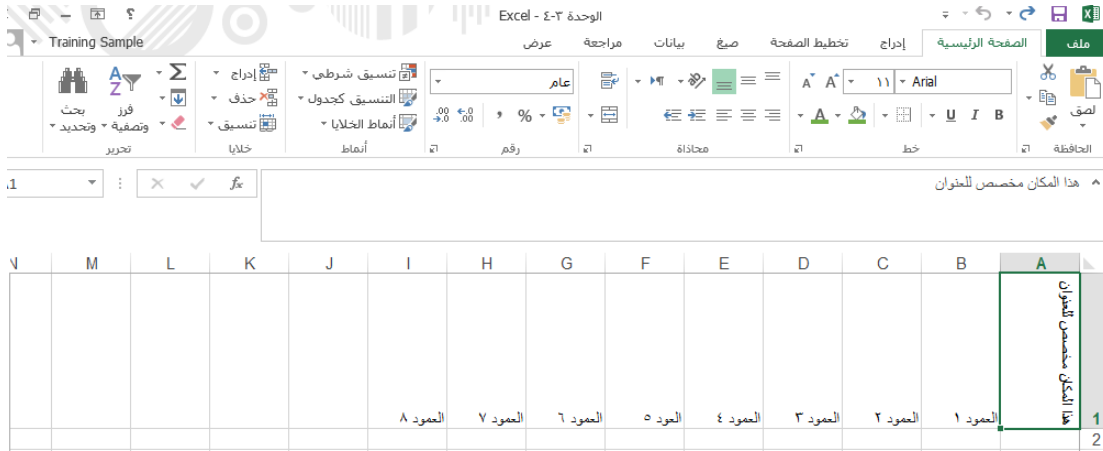 الوحدة ٣-٤ - Excel
؟
ملف الصفحة الرئيسية إدراج تخطيط الصفحة صيغ بيانات مراجعة عرض Training Sample
Arial ١١ عام تنسيق شرطي إدراج Σ
لصق التنسيق كجدول حذف فرز وتصفية بحث وتحديد
B I U A % , أنماط الخلايا تنسيق
الحافظة خط محاذاة رقم أنماط خلايا تحرير
هذا المكان مخصص للعنوان fx
A B C D E F G H I J K L M N
هذا المكان مخصص للعنوان
1 العمود ١ العمود ٢ العمود ٣ العمود ٤ العود ٥ العمود ٦ العمود ٧ العمود ٨
2